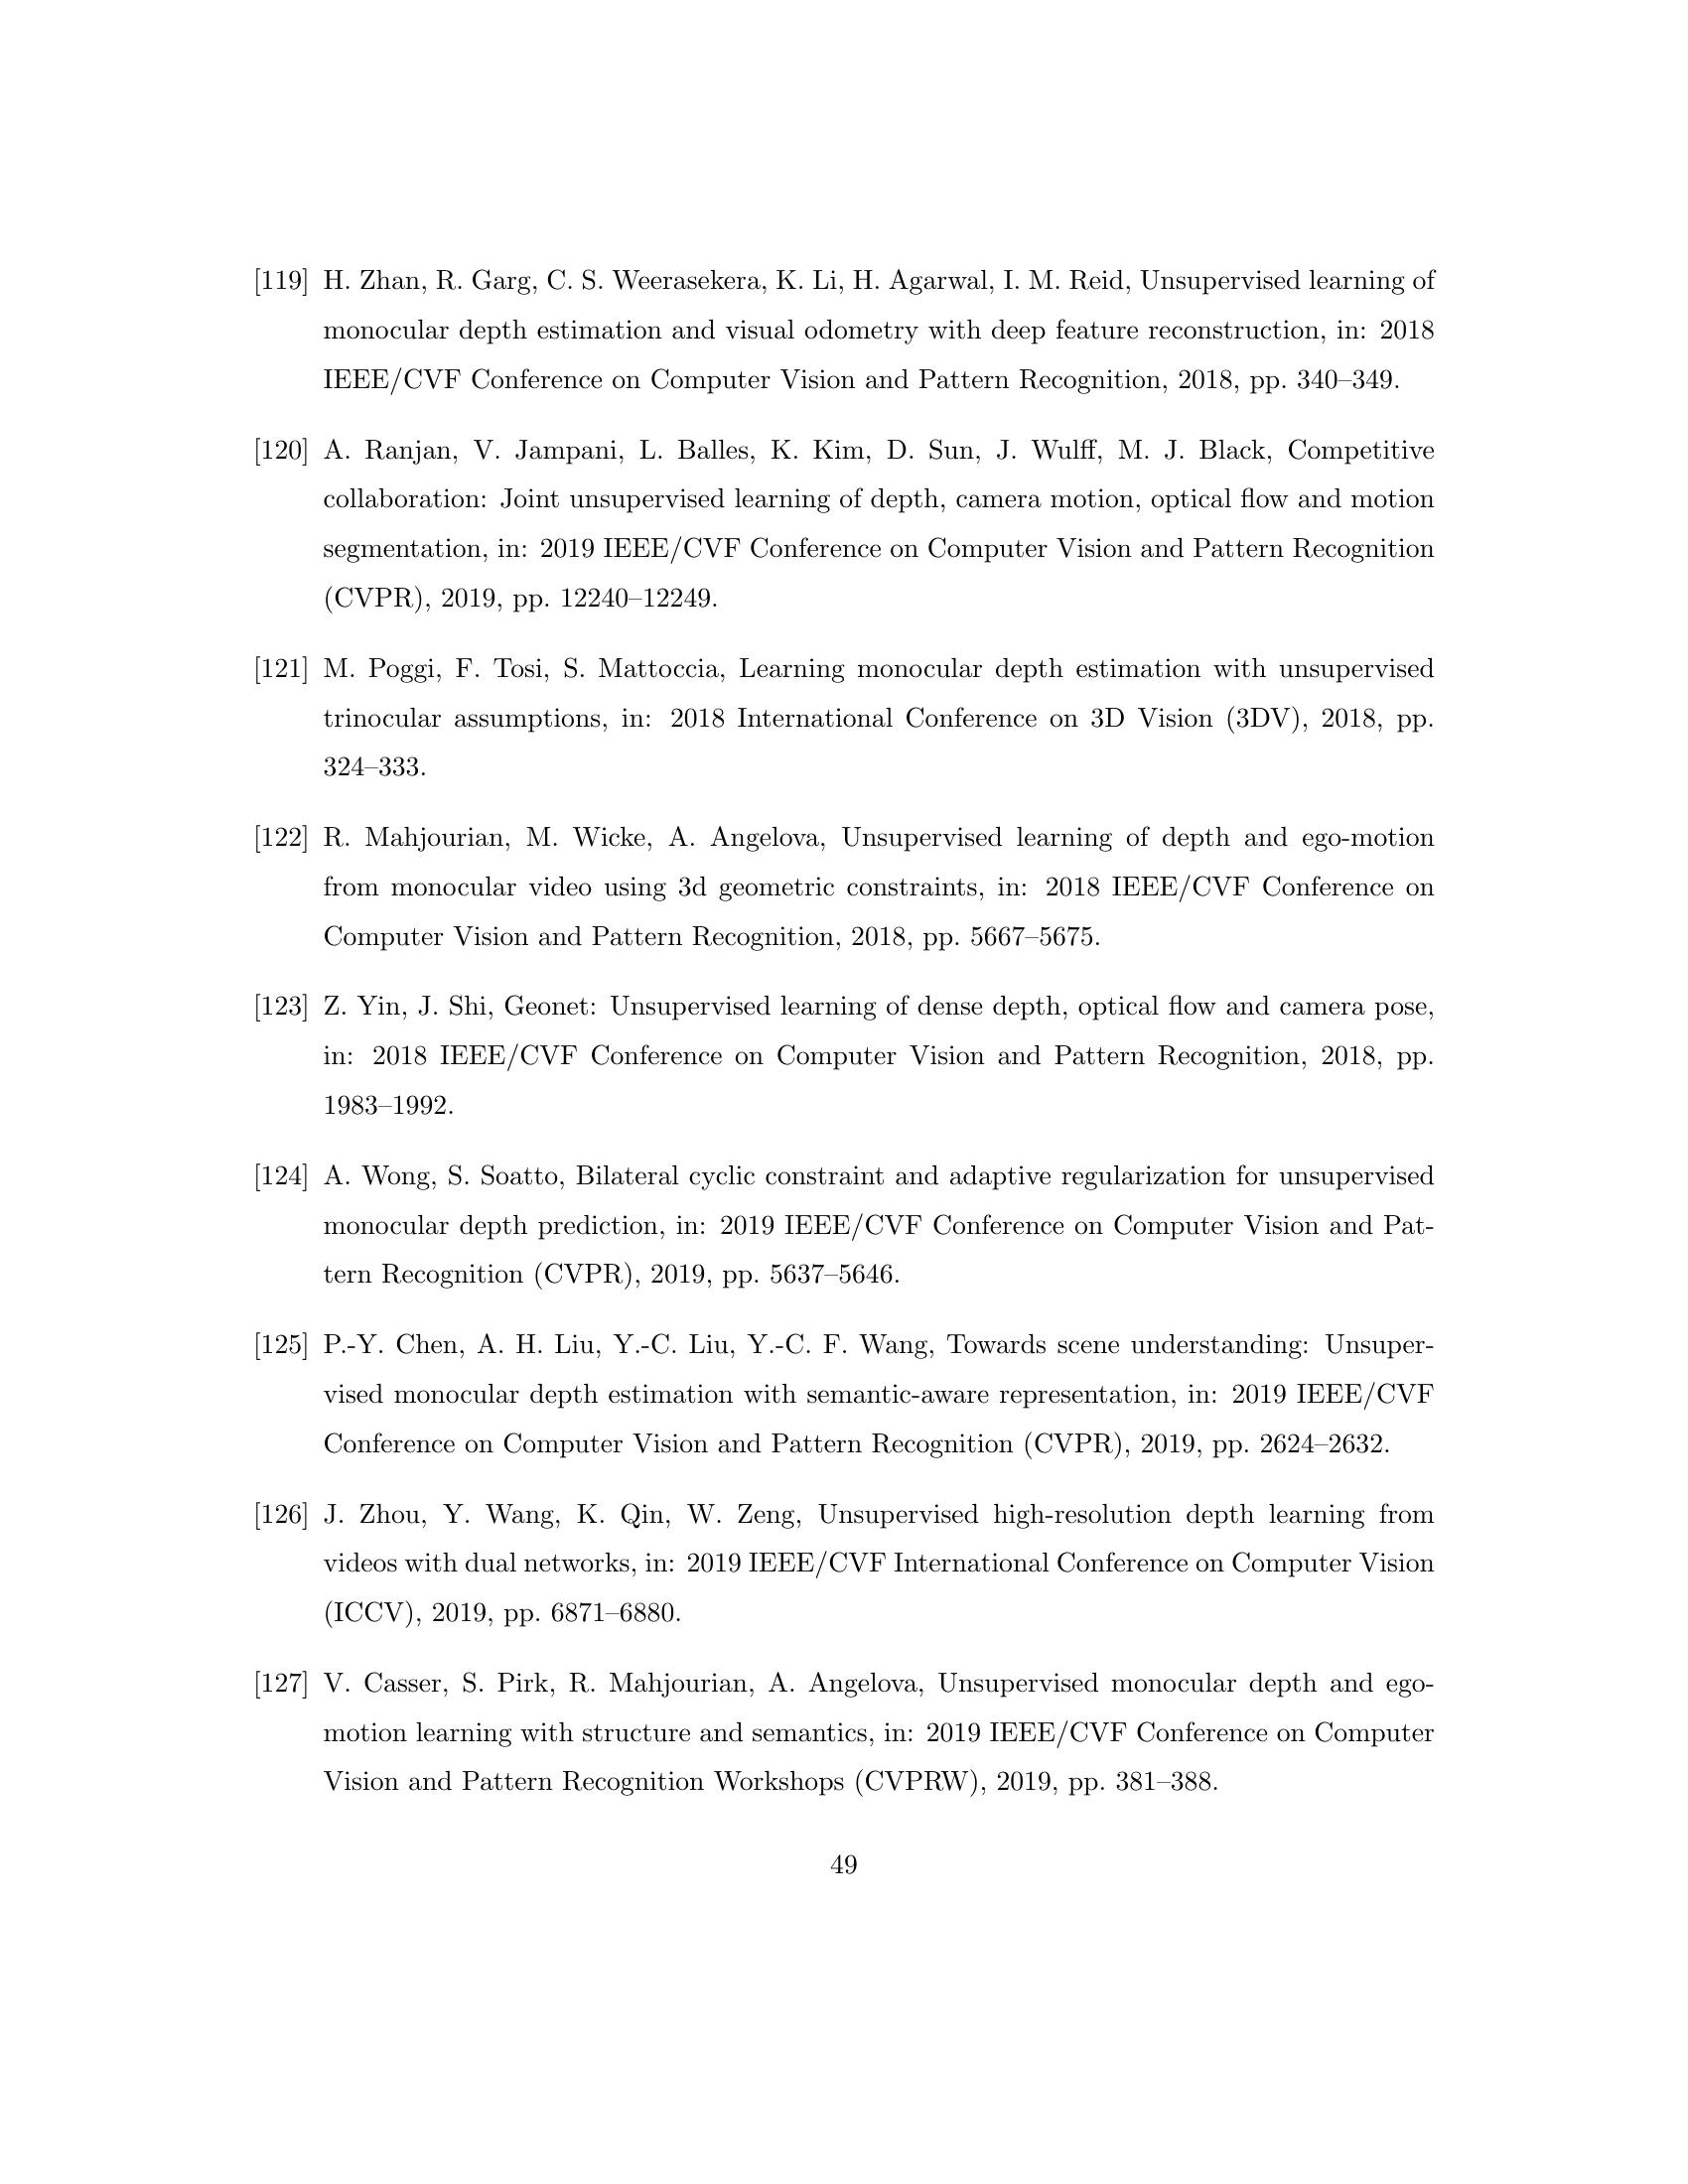 [119] H. Zhan, R. Garg, C. S. Weerasekera, K. Li, H. Agarwal, I. M. Reid, Unsupervised learning of
monocular depth estimation and visual odometry with deep feature reconstruction, in: 2018
IEEE/CVF Conference on Computer Vision and Pattern Recognition, 2018, pp. 340–349.
[120] A. Ranjan, V. Jampani, L. Balles, K. Kim, D. Sun, J. Wulff, M. J. Black, Competitive
collaboration: Joint unsupervised learning of depth, camera motion, optical flow and motion
segmentation, in: 2019 IEEE/CVF Conference on Computer Vision and Pattern Recognition
(CVPR), 2019, pp. 12240–12249.
[121] M. Poggi, F. Tosi, S. Mattoccia, Learning monocular depth estimation with unsupervised
trinocular assumptions, in: 2018 International Conference on 3D Vision (3DV), 2018, pp.
324–333.
[122] R. Mahjourian, M. Wicke, A. Angelova, Unsupervised learning of depth and ego-motion
from monocular video using 3d geometric constraints, in: 2018 IEEE/CVF Conference on
Computer Vision and Pattern Recognition, 2018, pp. 5667–5675.
[123] Z. Yin, J. Shi, Geonet: Unsupervised learning of dense depth, optical flow and camera pose,
in: 2018 IEEE/CVF Conference on Computer Vision and Pattern Recognition, 2018, pp.
1983–1992.
[124] A. Wong, S. Soatto, Bilateral cyclic constraint and adaptive regularization for unsupervised
monocular depth prediction, in: 2019 IEEE/CVF Conference on Computer Vision and Pat-
tern Recognition (CVPR), 2019, pp. 5637–5646.
[125] P.-Y. Chen, A. H. Liu, Y.-C. Liu, Y.-C. F. Wang, Towards scene understanding: Unsuper-
vised monocular depth estimation with semantic-aware representation, in: 2019 IEEE/CVF
Conference on Computer Vision and Pattern Recognition (CVPR), 2019, pp. 2624–2632.
[126] J. Zhou, Y. Wang, K. Qin, W. Zeng, Unsupervised high-resolution depth learning from
videos with dual networks, in: 2019 IEEE/CVF International Conference on Computer Vision
(ICCV), 2019, pp. 6871–6880.
[127] V. Casser, S. Pirk, R. Mahjourian, A. Angelova, Unsupervised monocular depth and ego-
motion learning with structure and semantics, in: 2019 IEEE/CVF Conference on Computer
Vision and Pattern Recognition Workshops (CVPRW), 2019, pp. 381–388.
49